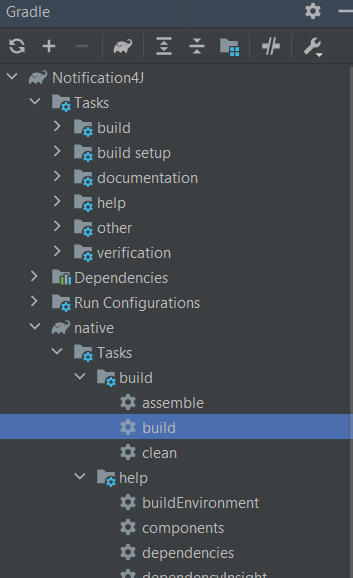 Gradle
Notification4J
Tasks
build
build setup
documentation
help
other
verification
Dependencies
Run Configurations
native
Tasks
build
assemble
build
clean
help
buildEnvironment
components
dependencies
dependencyInsight